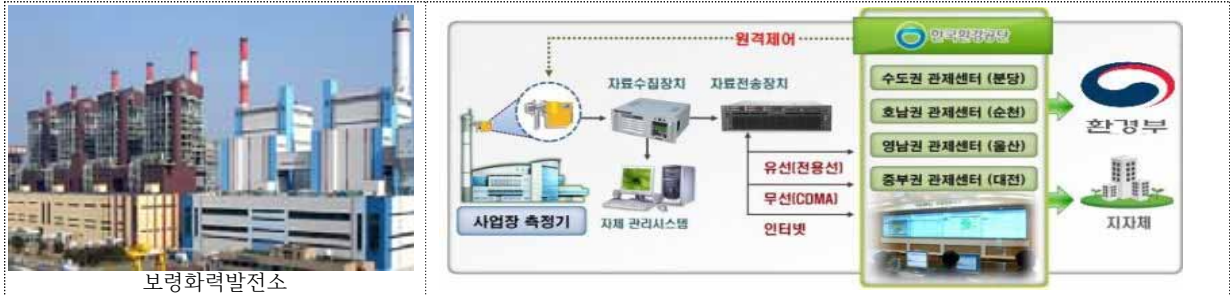 보령화력발전소
원격제어
한국환경공단
자료수집장치
자료전송장치
수도권 관제센터 (분당)
호남권 관제센터 (순천)
영남권 관제센터 (울산)
중부권 관제센터 (대전)
유선(전용선)
무선(CDMA)
인터넷
사업장 측정기
자체 관리시스템
환경부
지자체